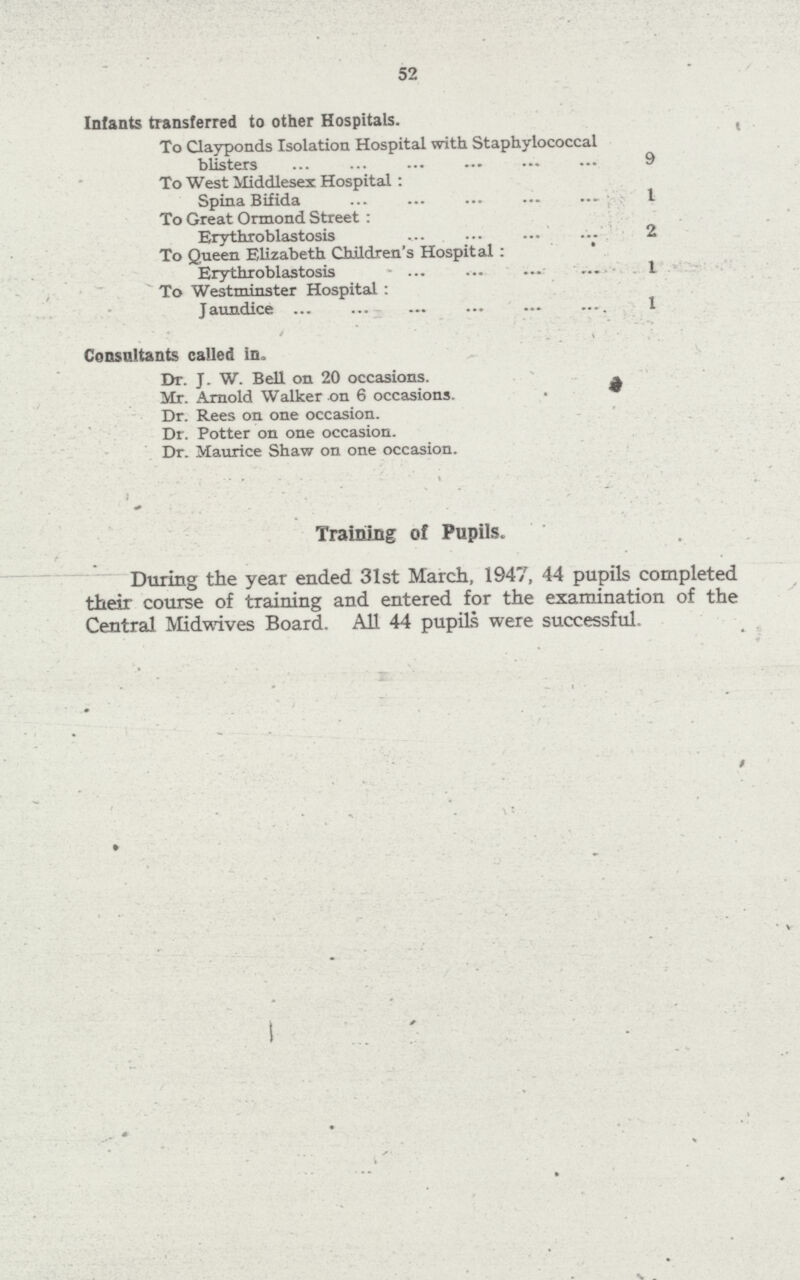 52
Infants transferred to other Hospitals.
To Clayponds Isolation Hospital with Staphylococcal
blisters ... ... ... ... ... ... 9
To West Middlesex Hospital :
Spina Bifida ... ... ... ... ... 1
To Great Ormond Street :
Erythroblastosis ... ... ... ... 2
To Queen Elizabeth Children's Hospital :
Erythroblastosis ... ... ... ... 1
To Westminster Hospital :
Jaundice ... ... ... ... ... ... 1
Consultants called in.
Dr. J. W. Bell on 20 occasions.
Mr. Arnold Walker on 6 occasions.
Dr. Rees on one occasion.
Dr. Potter on one occasion.
Dr. Maurice Shaw on one occasion.
Training of Pupils.
During the year ended 31st March, 1947, 44 pupils completed
their course of training and entered for the examination of the
Central Midwives Board. All 44 pupils were successful.